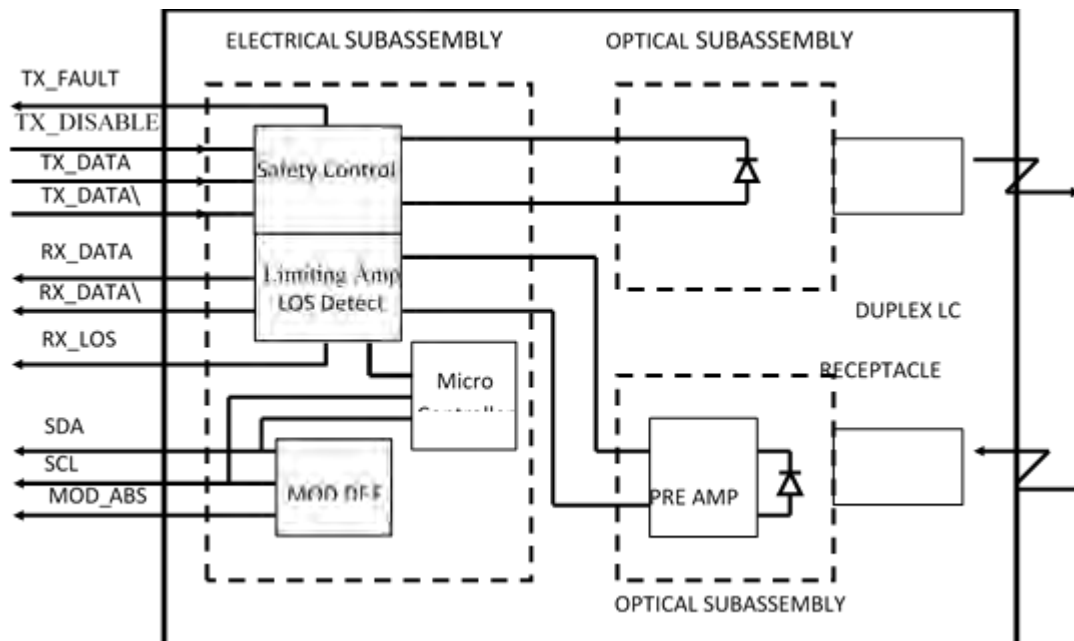 ELECTRICAL SUBASSEMBLY
OPTICAL SUBASSEMBLY
TX_FAULT
TX_DISABLE
TX_DATA
TX_DATA\
Safety Control
RX_DATA
RX_DATA\
RX_LOS
Limiting Amp
LOS Detect
DUPLEX LC
RECEPTACLE
Micro
Controller
SDA
SCL
MOD_ABS
MOD DEF
PRE AMP
OPTICAL SUBASSEMBLY